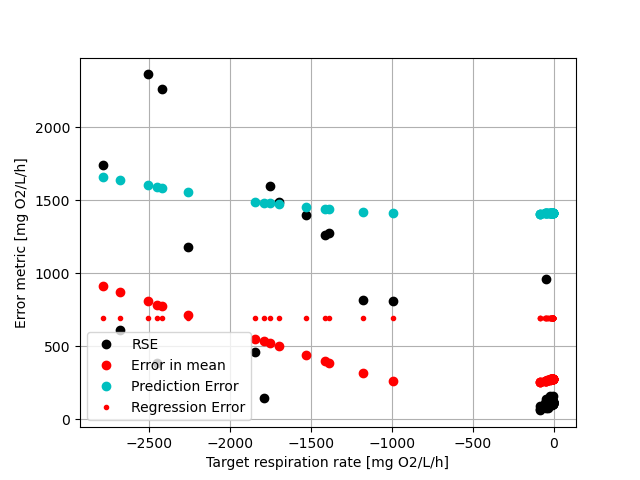 2000
1500
1000
500
0
Error metric [mg O2/L/h]
RSE
Error in mean
Prediction Error
Regression Error
−2500 −2000 −1500 −1000 −500 0
Target respiration rate [mg O2/L/h]